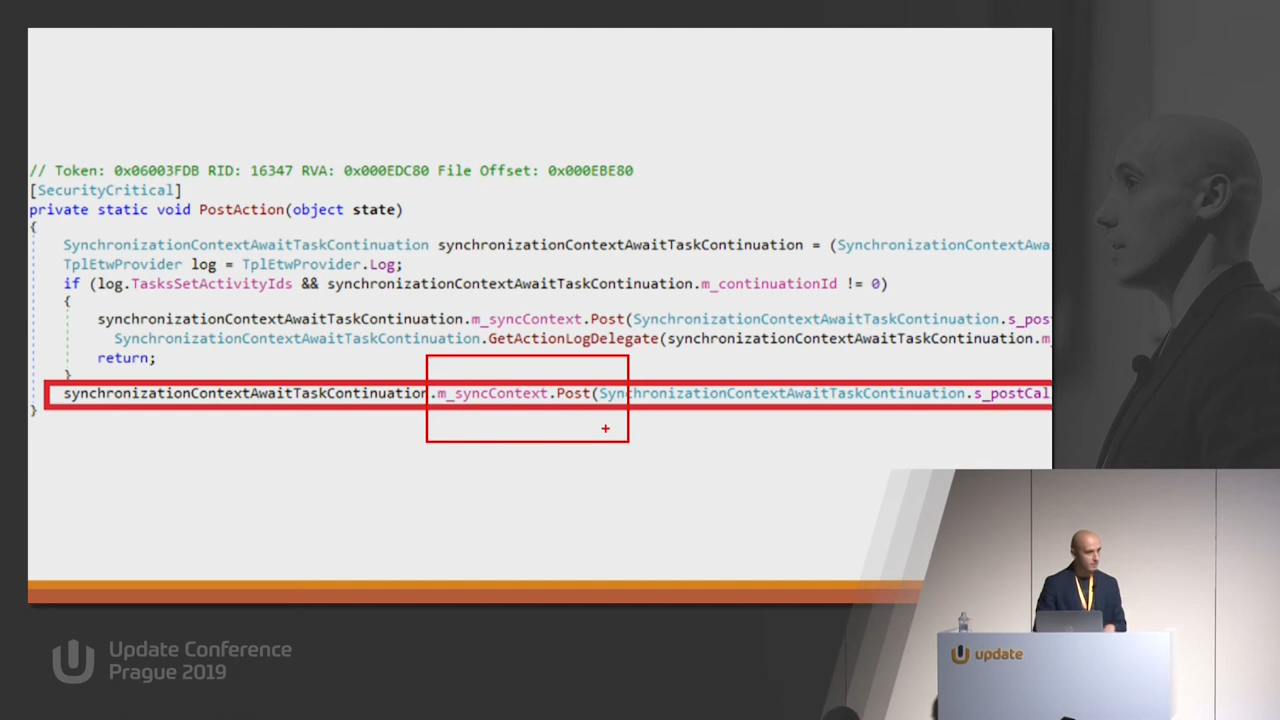 // Token: 0x06003FDB RID: 16347 RVA: 0x000EDC80 File Offset: 0x000EBE80
[SecurityCritical]
private static void PostAction(object state)
{
SynchronizationContextAwaitTaskContinuation synchronizationContextAwaitTaskContinuation = (SynchronizationContextAwa
TplEtwProvider log = TplEtwProvider.Log;
if (log.TasksSetActivityIds && synchronizationContextAwaitTaskContinuation.m_continuationId != 0)
{
synchronizationContextAwaitTaskContinuation.m_syncContext.Post(SynchronizationContextAwaitTaskContinuation.s_pos
SynchronizationContextAwaitTaskContinuation.GetActionLogDelegate(synchronizationContextAwaitTaskContinuation.m_
return;
}
synchronizationContextAwaitTaskContinuation.m_syncContext.Post(SynchronizationContextAwaitTaskContinuation.s_postCal
}
Update Conference
Prague 2019
update